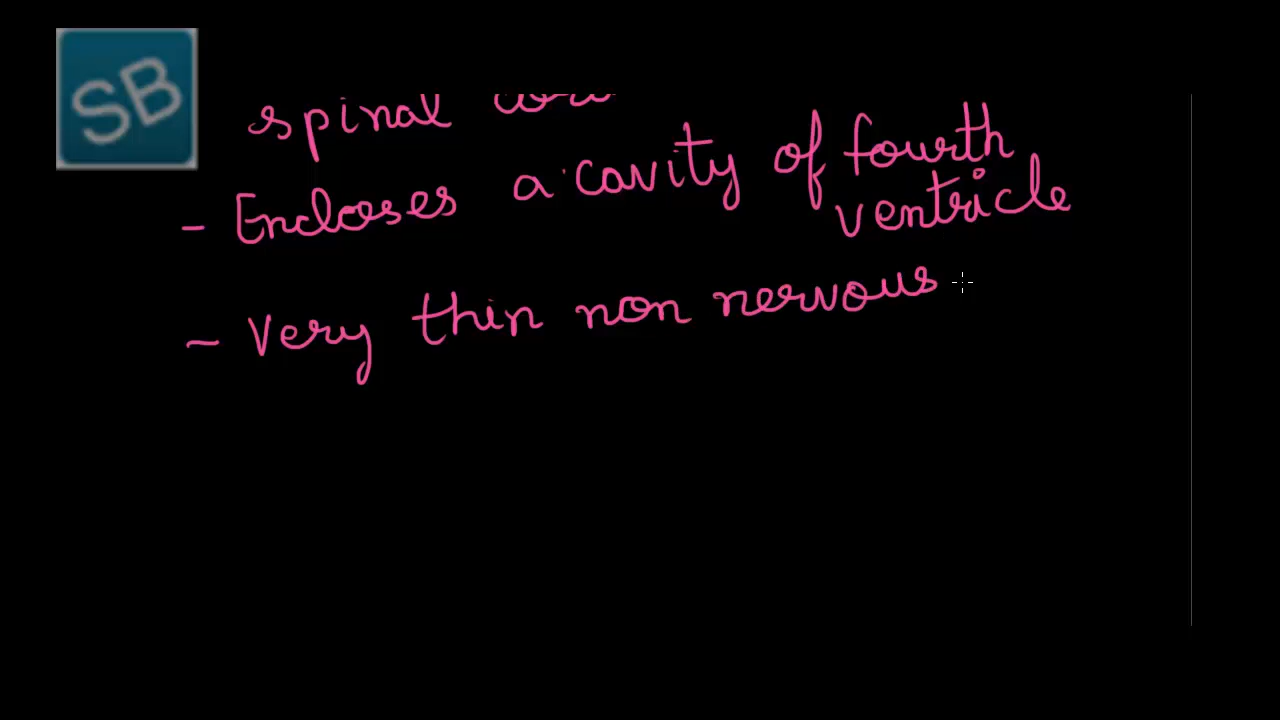 SB
spinal
- Encloses a cavity of fourth
ventricle
- Very thin non nervous